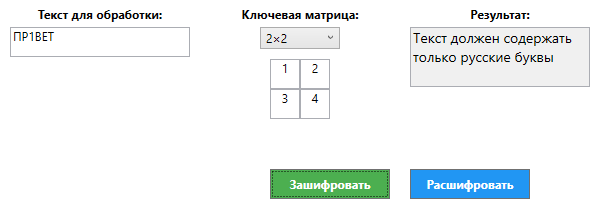 Текст для обработки:
ПР1ВЕТ
Ключевая матрица:
2×2
1 2
3 4
Результат:
Текст должен содержать
только русские буквы
Зашифровать
Расшифровать